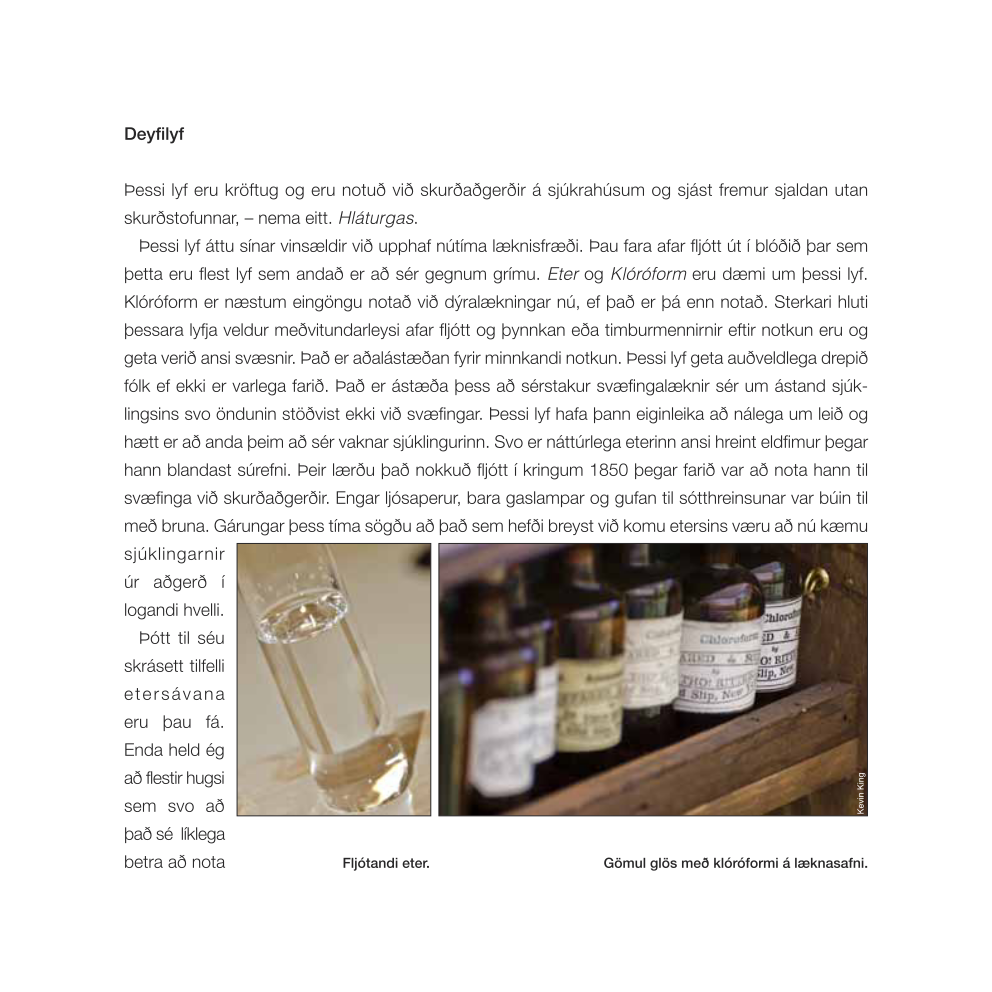 Deyfilyf
Þessi lyf eru kröftug og eru notuð við skurðaðgerðir á sjúkrahúsum og sjást fremur sjaldan utan
skurðstofunnar, – nema eitt. Hláturgas.
Þessi lyf áttu sínar vinsældir við upphaf nútíma læknisfræði. Þau fara afar fljótt út í blóðið þar sem
þetta eru flest lyf sem andað er að sér gegnum grímu. Eter og Klóróform eru dæmi um þessi lyf.
Klóróform er næstum eingöngu notað við dýralækningar nú, ef það er þá enn notað. Sterkari hluti
þessara lyfja veldur meðvitundarleysi afar fljótt og þynnkan eða timburmennirnir eftir notkun eru og
geta verið ansi svæsnir. Það er aðalástæðan fyrir minnkandi notkun. Þessi lyf geta auðveldlega drepið
fólk ef ekki er varlega farið. Það er ástæða þess að sérstakur svæfingalæknir sér um ástand sjúk-
lingsins svo öndunin stöðvist ekki við svæfingar. Þessi lyf hafa þann eiginleika að nálega um leið og
hætt er að anda þeim að sér vaknar sjúklingurinn. Svo er náttúrlega eterinn ansi hreint eldfimur þegar
hann blandast súrefni. Þeir lærðu það nokkuð fljótt í kringum 1850 þegar farið var að nota hann til
svæfinga við skurðaðgerðir. Engar ljósaperur, bara gaslampar og gufan til sótthreinsunar var búin til
með bruna. Gárungar þess tíma sögðu að það sem hefði breyst við komu etersins væru að nú kæmu
sjúklingarnir
úr aðgerð í
logandi hvelli.
Þótt til séu
skrásett tilfelli
etersávana
eru þau fá.
Enda held ég
að flestir hugsi
sem svo að
það sé líklega
betra að nota
Chloroform
Kevin King
Fljótandi eter.
Gömul glös með klóróformi á læknasafni.